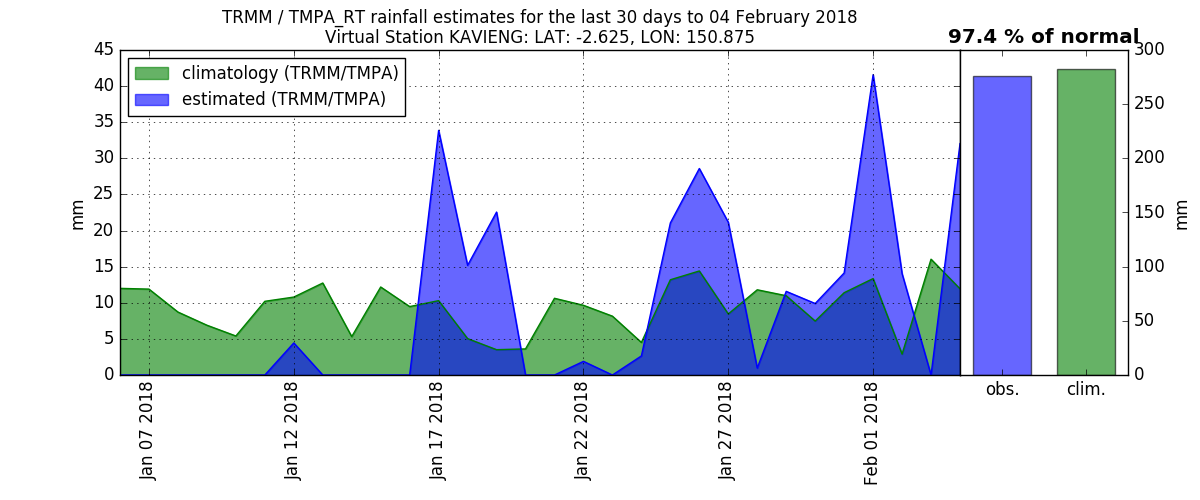 TRMM / TMPA_RT rainfall estimates for the last 30 days to 04 February 2018
Virtual Station KAVIENG: LAT: -2.625, LON: 150.875
97.4 % of normal
climatology (TRMM/TMPA)
estimated (TRMM/TMPA)
45
40
35
30
25
20
15
10
5
0
mm
Jan 07 2018
Jan 12 2018
Jan 17 2018
Jan 22 2018
Jan 27 2018
Feb 01 2018
300
250
200
150
100
50
0
mm
obs.
clim.